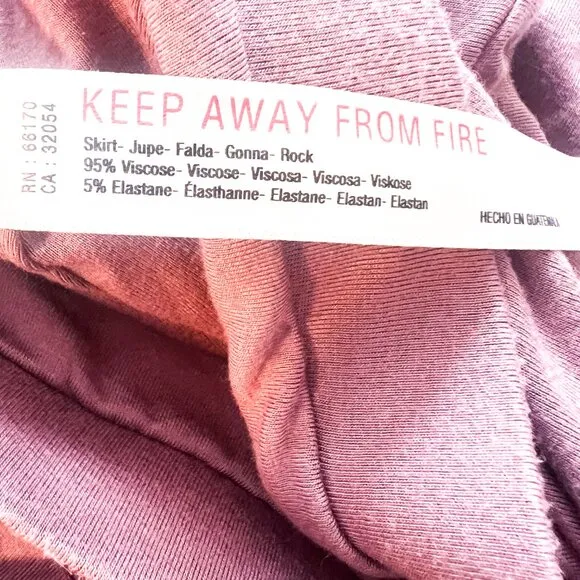 KEEP AWAY FROM FIRE
RN : 66170
CA : 32054
Skirt- Jupe- Falda- Gonna- Rock
95% Viscose- Viscose- Viscosa- Viscosa- Viskose
5% Elastane- Élasthanne- Elastane- Elastan- Elastan
HECHO EN GUATEMALA